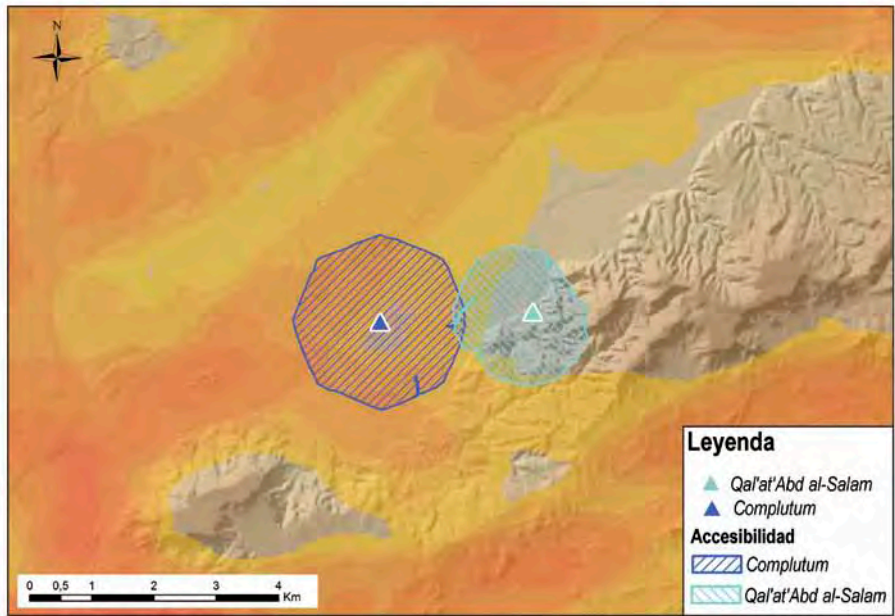 N
Leyenda
Qal'at'Abd al-Salam
Complutum
Accesibilidad
Complutum
Qal'at'Abd al-Salam
0 0,5 1 2 3 4
Km